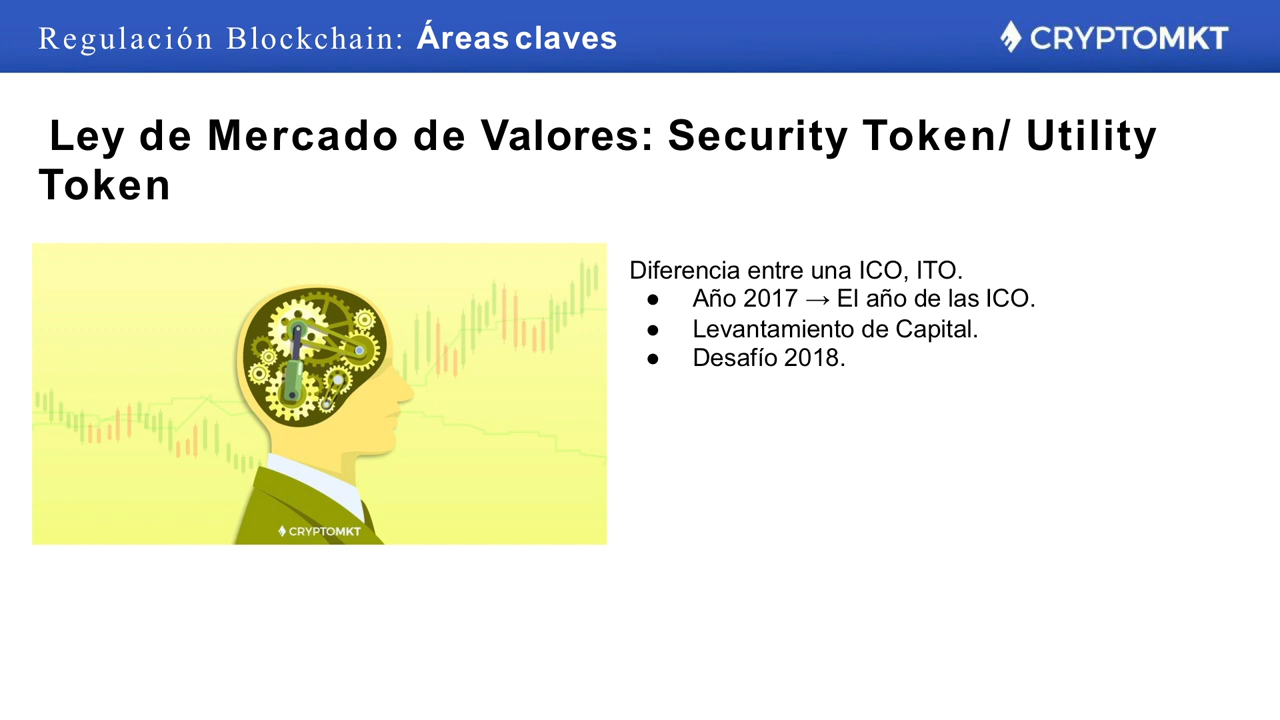 Regulación Blockchain: Áreas claves
CRYPTOMKT
Ley de Mercado de Valores: Security Token/ Utility
Token
Diferencia entre una ICO, ITO.
● Año 2017 → El año de las ICO.
● Levantamiento de Capital.
● Desafío 2018.
CRYPTOMKT